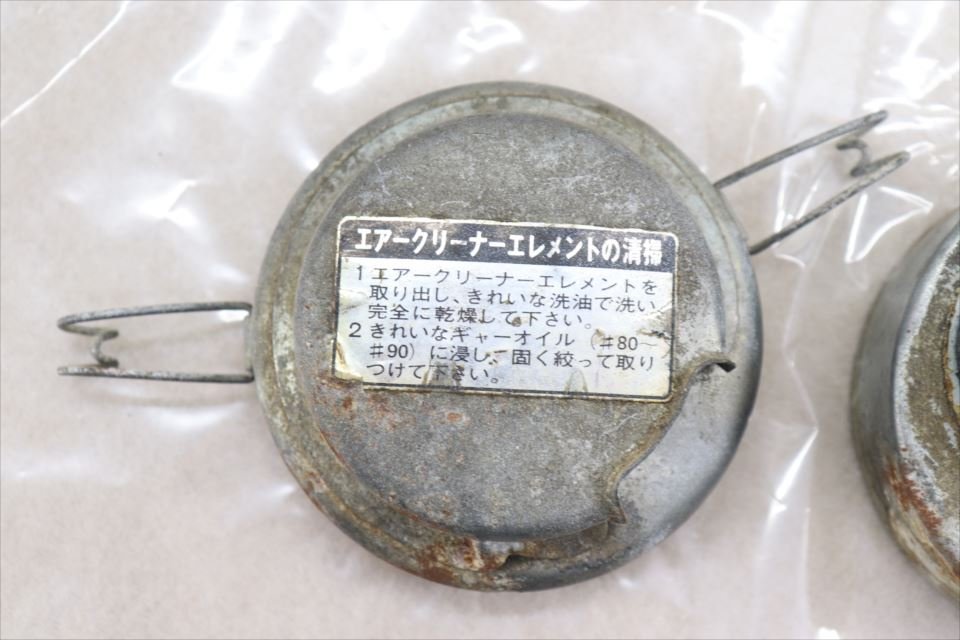 エアークリーナーエレメントの清掃
1 エアークリーナーエレメントを
取り出し、きれいな洗油で洗い
完全に乾燥して下さい。
2 きれいなギャーオイル（#80〜
#90）に浸し、固く絞って取り
つけて下さい。